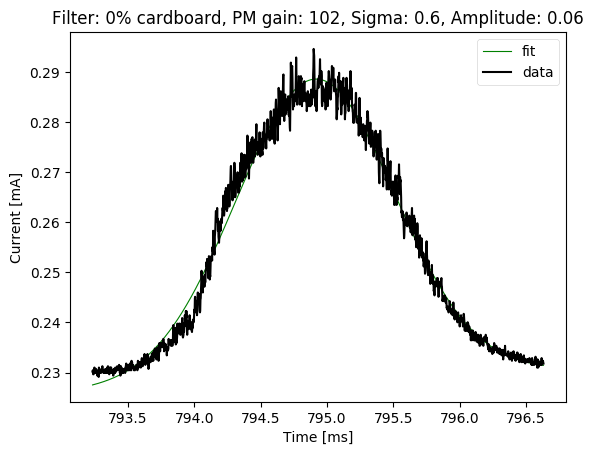 Filter: 0% cardboard, PM gain: 102, Sigma: 0.6, Amplitude: 0.06
fit
data
0.29
0.28
0.27
0.26
0.25
0.24
0.23
Current [mA]
793.5 794.0 794.5 795.0 795.5 796.0 796.5
Time [ms]